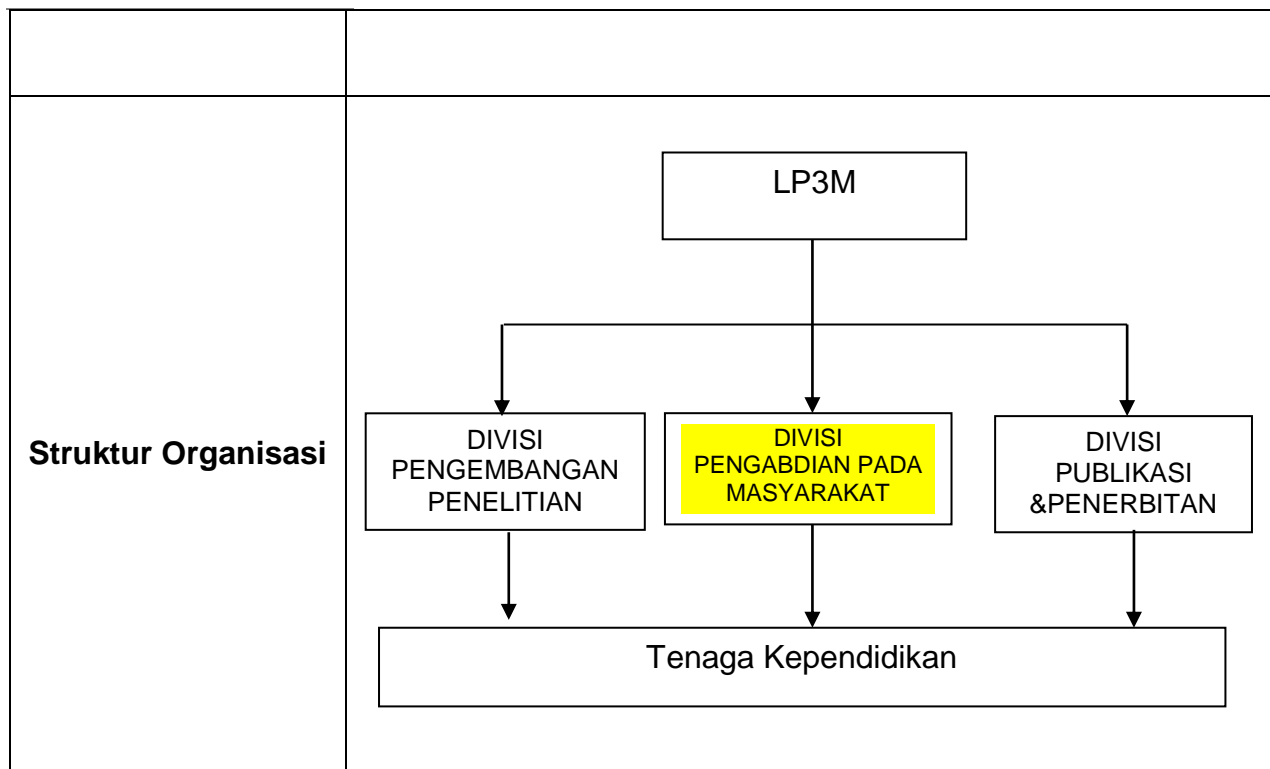 LP3M
Struktur Organisasi
DIVISI
PENGEMBANGAN
PENELITIAN
DIVISI
PENGABDIAN PADA
MASYARAKAT
DIVISI
PUBLIKASI
&PENERBITAN
Tenaga Kependidikan